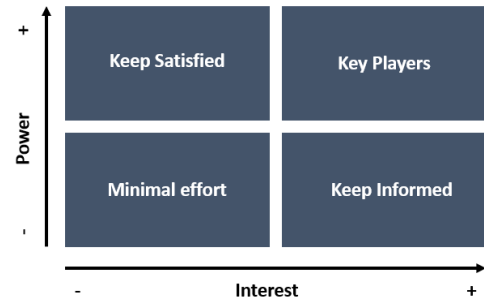 +
Keep Satisfied
Key Players
Power
Minimal effort
Keep Informed
-
-
Interest
+